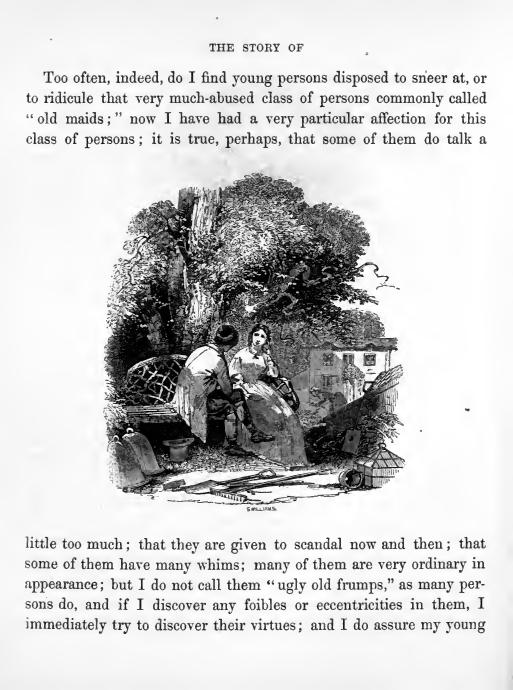 THE STORY OF
Too often, indeed, do I find young persons disposed to sneer at, or
to ridicule that very much-abused class of persons commonly called
“old maids;” now I have had a very particular affection for this
class of persons; it is true, perhaps, that some of them do talk a
S.WILLIAMS.
little too much; that they are given to scandal now and then; that
some of them have many whims; many of them are very ordinary in
appearance; but I do not call them “ugly old frumps,” as many per-
sons do, and if I discover any foibles or eccentricities in them, I
immediately try to discover their virtues; and I do assure my young